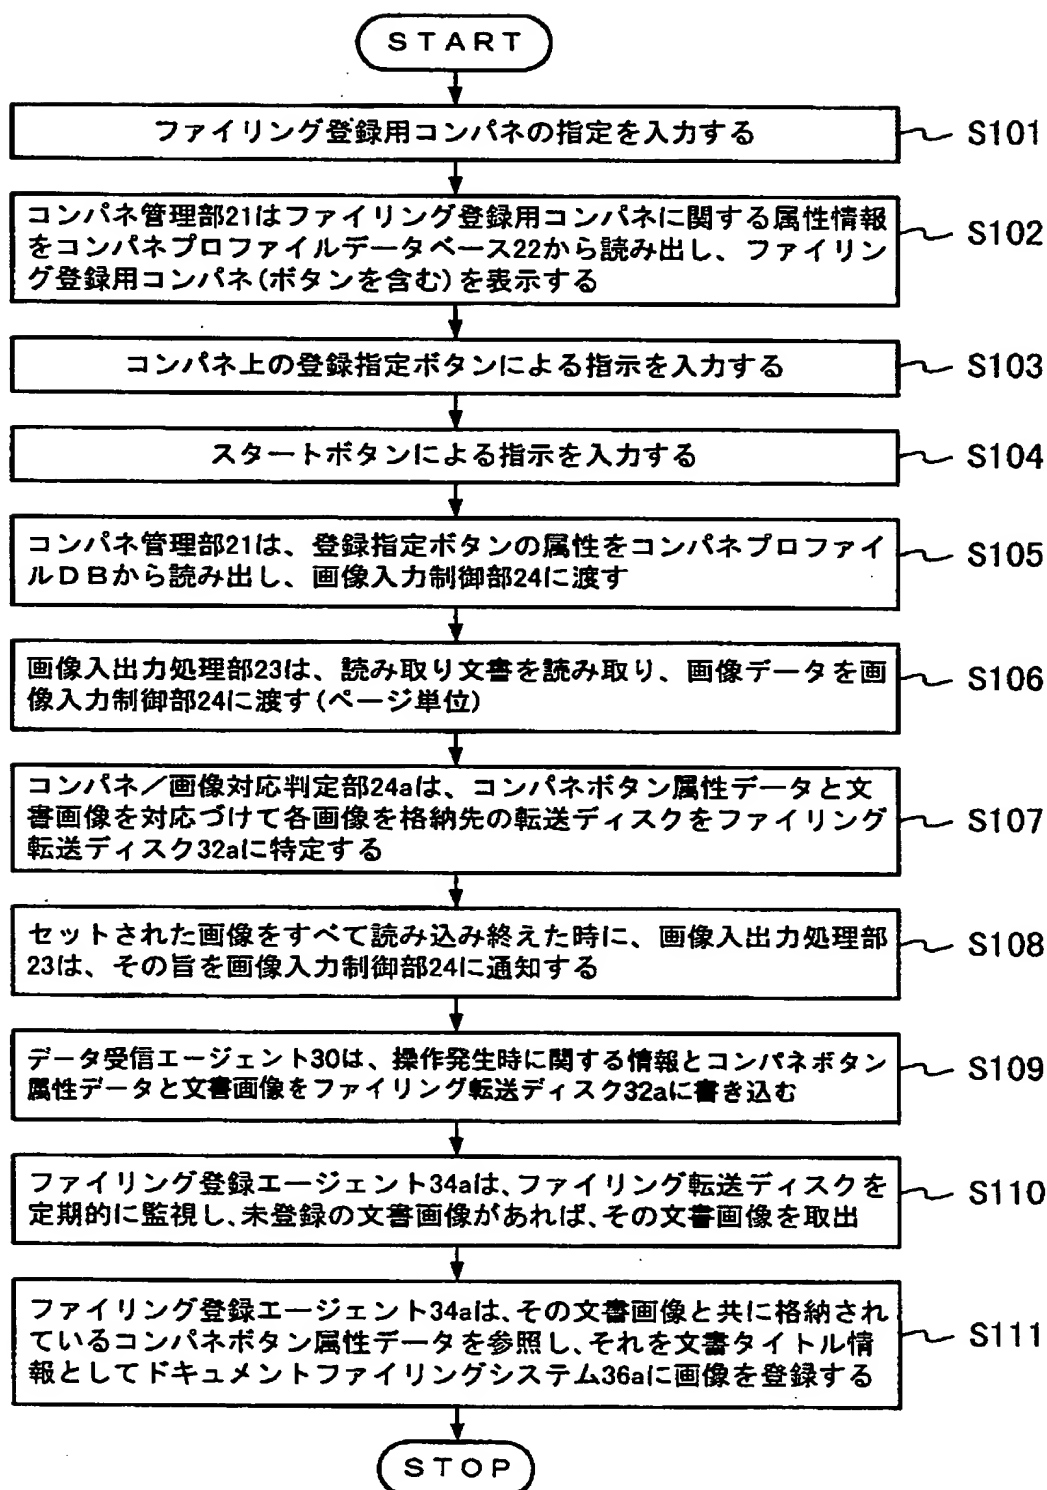 START
ファイリング登録用コンパネの指定を入力する
S101
コンパネ管理部21はファイリング登録用コンパネに関する属性情報
をコンパネプロファイルデータベース22から読み出し、ファイリン
グ登録用コンパネ(ボタンを含む)を表示する
S102
コンパネ上の登録指定ボタンによる指示を入力する
S103
スタートボタンによる指示を入力する
S104
コンパネ管理部21は、登録指定ボタンの属性をコンパネプロファイ
ルDBから読み出し、画像入力制御部24に渡す
S105
画像入出力処理部23は、読み取り文書を読み取り、画像データを画
像入力制御部24に渡す(ページ単位)
S106
コンパネ/画像対応判定部24aは、コンパネボタン属性データと文
書画像を対応づけて各画像を格納先の転送ディスクをファイリング
転送ディスク32aに特定する
S107
セットされた画像をすべて読み込み終えた時に、画像入出力処理部
23は、その旨を画像入力制御部24に通知する
S108
データ受信エージェント30は、操作発生時に関する情報とコンパネボタン
属性データと文書画像をファイリング転送ディスク32aに書き込む
S109
ファイリング登録エージェント34aは、ファイリング転送ディスクを
定期的に監視し、未登録の文書画像があれば、その文書画像を取出
S110
ファイリング登録エージェント34aは、その文書画像と共に格納され
ているコンパネボタン属性データを参照し、それを文書タイトル情
報としてドキュメントファイリングシステム36aに画像を登録する
S111
STOP